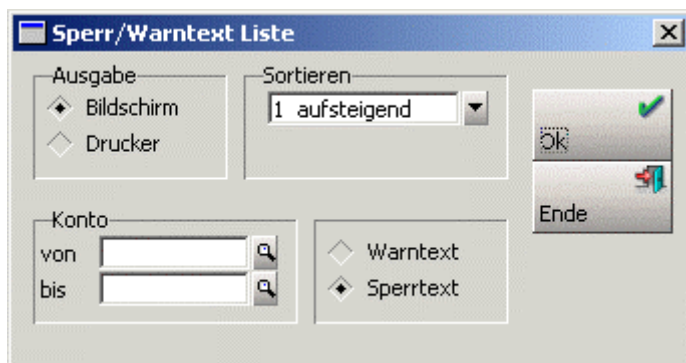 Sperr/Warntext Liste
Ausgabe
Bildschirm
Drucker
Sortieren
1 aufsteigend
Ok
Ende
Konto
von
bis
Warntext
Sperrtext